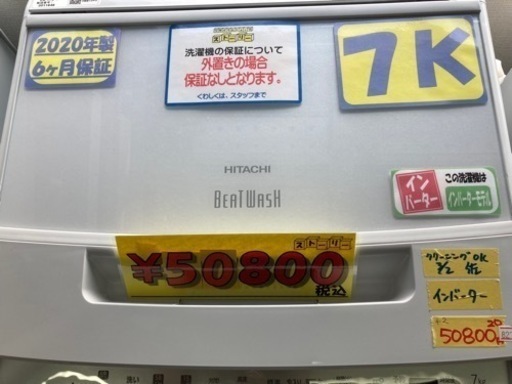 2020年製
6ヶ月保証
洗濯機の保証について
外置きの場合
保証なしとなります。
くわしくは、スタッフまで
7K
HITACHI
BEATWASH
イン
バーター
この洗濯機は
インバーターモデル
ストーリー
¥50800
税込
クリーニングOK
インバーター
50800
洗い